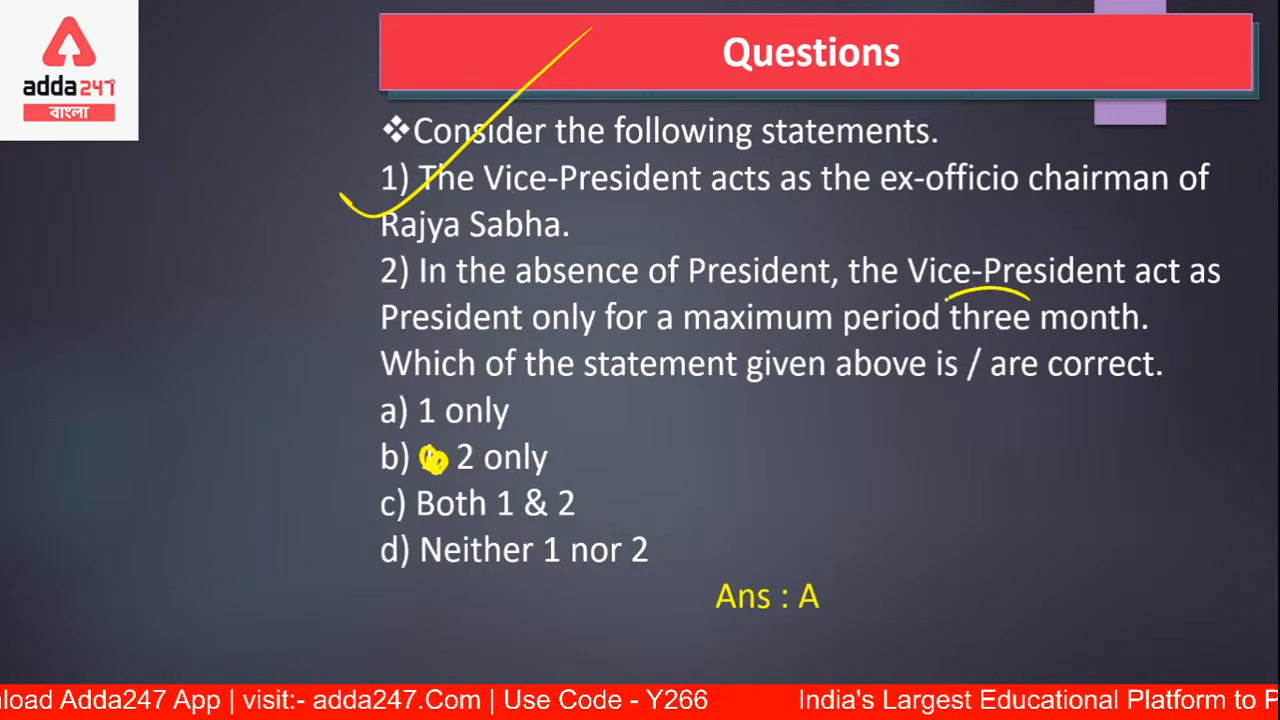 adda247
বাংলা
Questions
❖Consider the following statements.
1) The Vice-President acts as the ex-officio chairman of
Rajya Sabha.
2) In the absence of President, the Vice-President act as
President only for a maximum period three month.
Which of the statement given above is / are correct.
a) 1 only
b) 2 only
c) Both 1 & 2
d) Neither 1 nor 2
Ans : A
nload Adda247 App | visit:- adda247.Com | Use Code - Y266 India's Largest Educational Platform to P